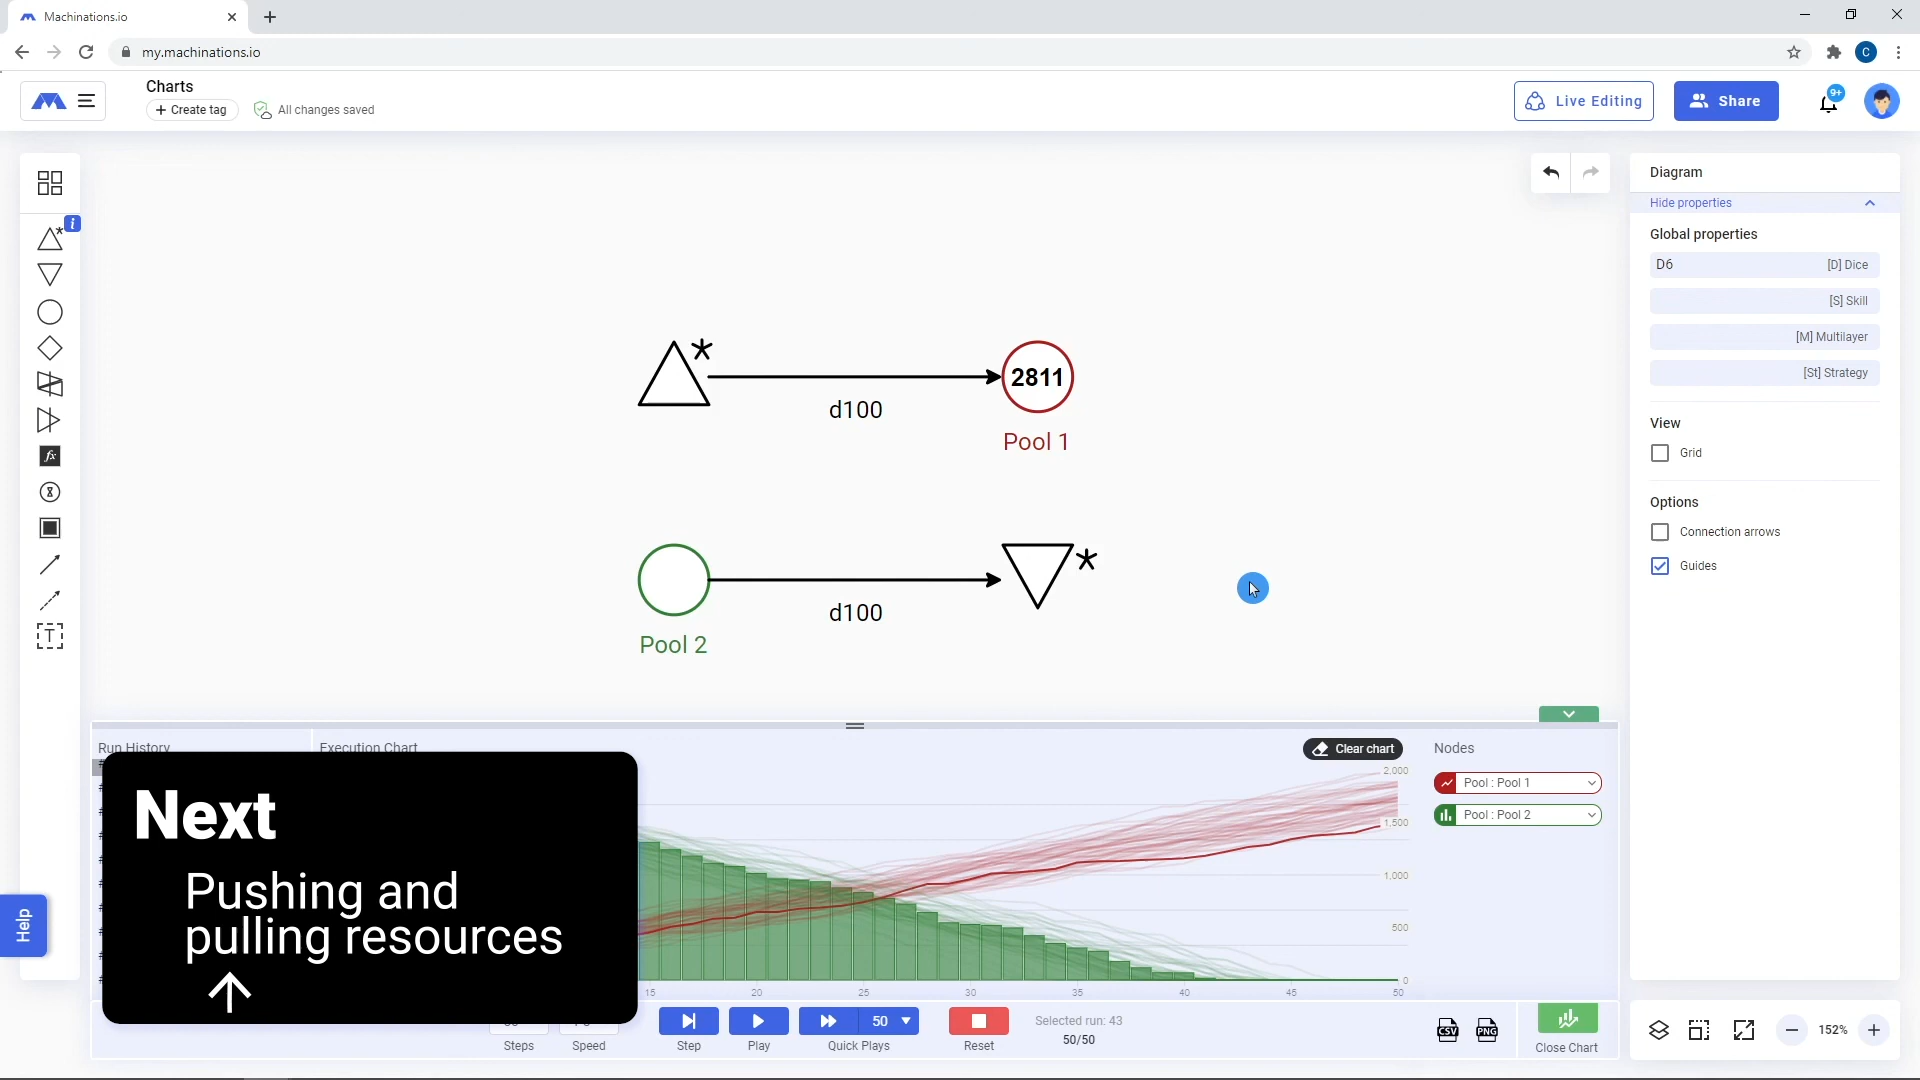 Machinations.io
my.machinations.io
C
Charts
+ Create tag
All changes saved
Live Editing
Share
9+
Diagram
Hide properties
Global properties
D6 [D] Dice
[S] Skill
[M] Multilayer
[St] Strategy
View
Grid
Options
Connection arrows
Guides
i
fx
T
*
2811
d100
Pool 1
*
d100
Pool 2
Run History
Execution Chart
Clear chart
Nodes
Pool : Pool 1
Pool : Pool 2
2,000
1,500
1,000
500
0
15 20 25 30 35 40 45 50
Next
Pushing and
pulling resources
Help
50
Steps
Speed
Step
Play
Quick Plays
Reset
Selected run: 43
50/50
CSV
PNG
Close Chart
152%